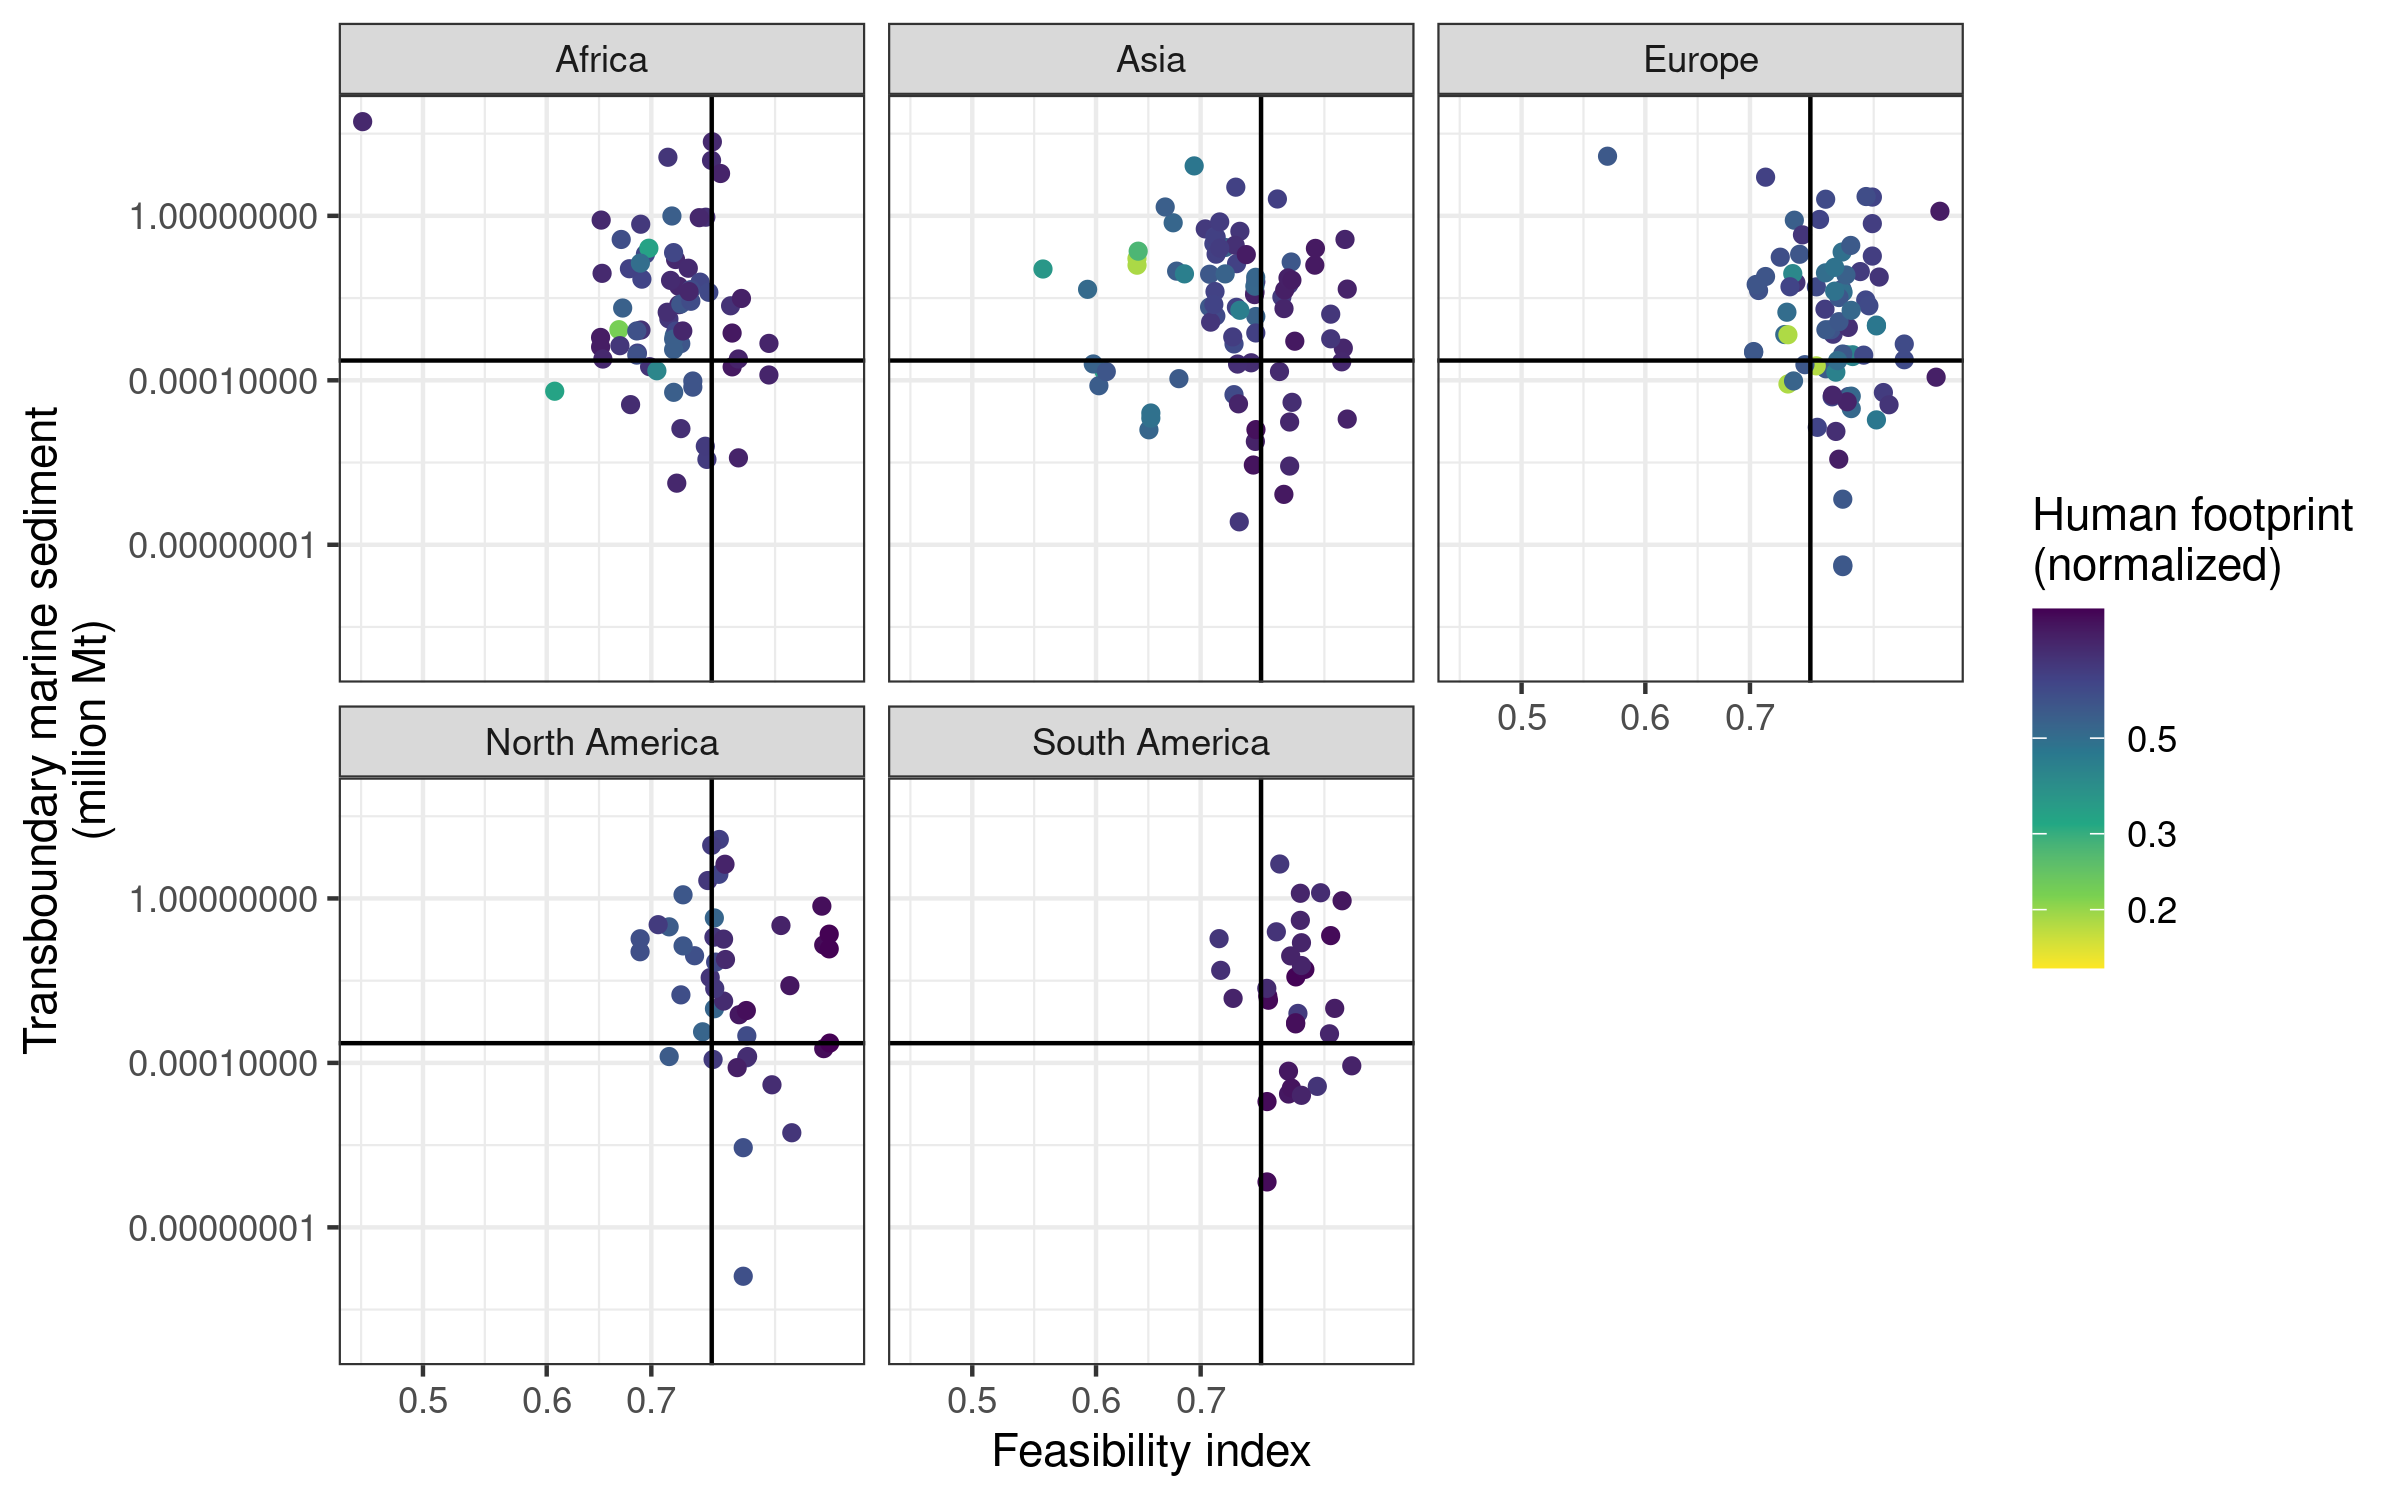 Africa
Asia
Europe
1.00000000
0.00010000
0.00000001
0.5
0.6
0.7
North America
South America
1.00000000
0.00010000
0.00000001
0.5
0.6
0.7
0.5
0.6
0.7
Feasibility index
Transboundary marine sediment
(million Mt)
Human footprint
(normalized)
0.5
0.3
0.2